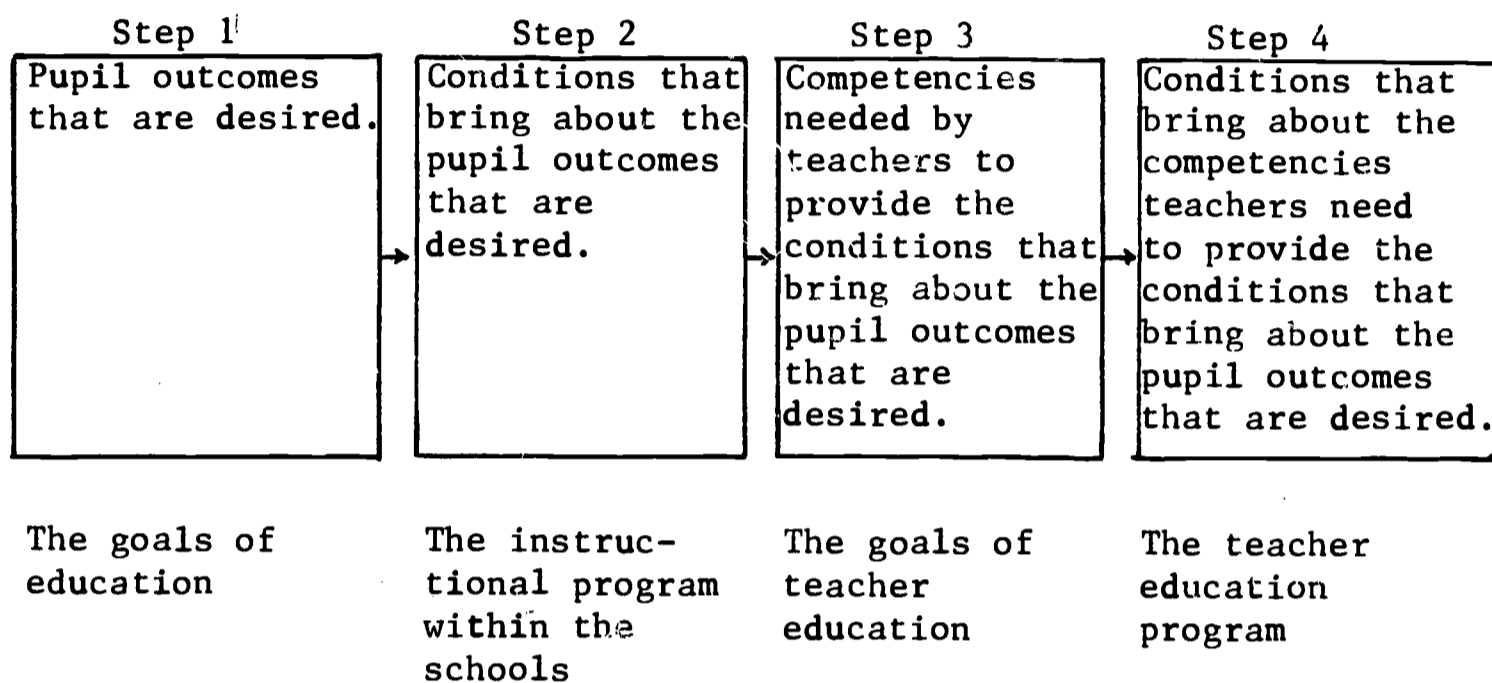 Step 1
Pupil outcomes
that are desired.
The goals of
education
Step 2
Conditions that
bring about the
pupil outcomes
that are
desired.
The instruc-
tional program
within the
schools
Step 3
Competencies
needed by
teachers to
provide the
conditions that
bring about the
pupil outcomes
that are
desired.
The goals of
teacher
education
Step 4
Conditions that
bring about the
competencies
teachers need
to provide the
conditions that
bring about the
pupil outcomes
that are desired.
The teacher
education
program